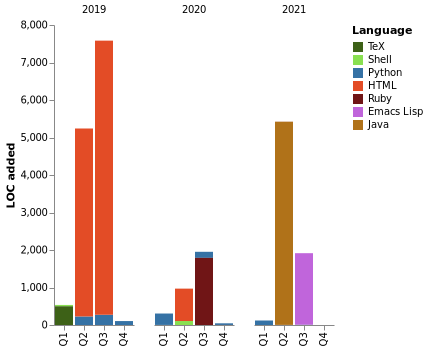 2019 2020 2021
Language
TeX
Shell
Python
HTML
Ruby
Emacs Lisp
Java
LOC added
8,000
7,000
6,000
5,000
4,000
3,000
2,000
1,000
0
Q1 Q2 Q3 Q4 Q1 Q2 Q3 Q4 Q1 Q2 Q3 Q4